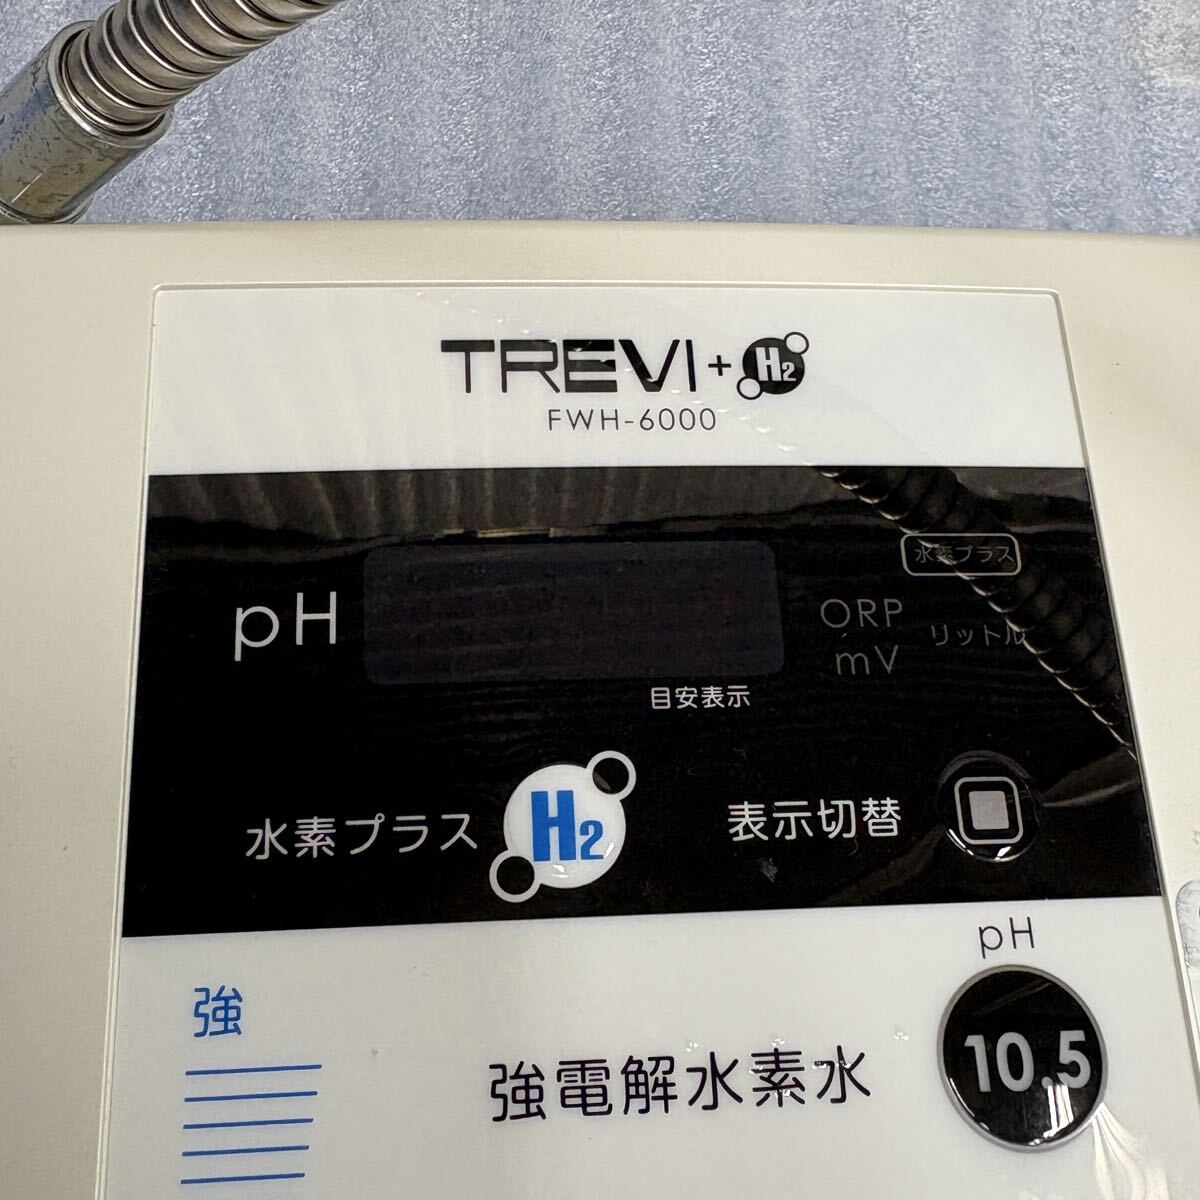 TREVI+H2
FWH-6000
水素プラス
pH
ORP
mV
リットル
目安表示
水素プラス H2
表示切替
pH
強
強電解水素水
10.5